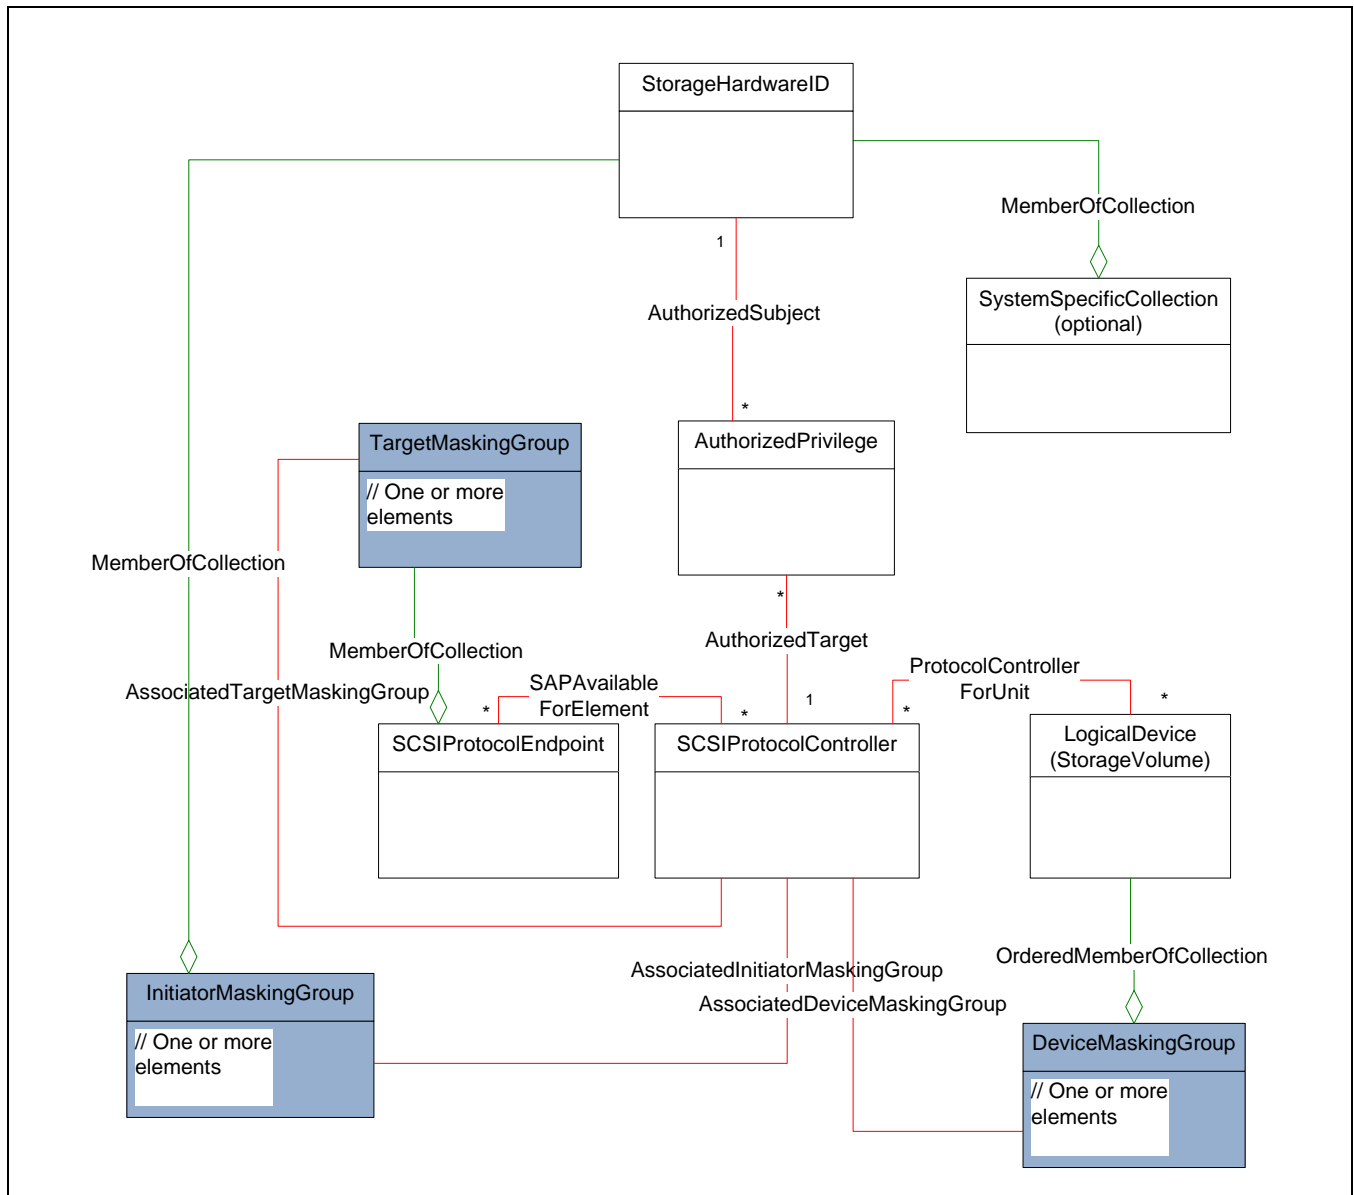 StorageHardwareID
MemberOfCollection
1
SystemSpecificCollection
(optional)
AuthorizedSubject
*
TargetMaskingGroup
// One or more
elements
AuthorizedPrivilege
MemberOfCollection
*
AuthorizedTarget
MemberOfCollection
ProtocolController
ForUnit
AssociatedTargetMaskingGroup
SAPAvailable
ForElement
*
*
1
*
*
SCSIProtocolEndpoint
SCSIProtocolController
LogicalDevice
(StorageVolume)
OrderedMemberOfCollection
AssociatedInitiatorMaskingGroup
AssociatedDeviceMaskingGroup
InitiatorMaskingGroup
// One or more
elements
DeviceMaskingGroup
// One or more
elements